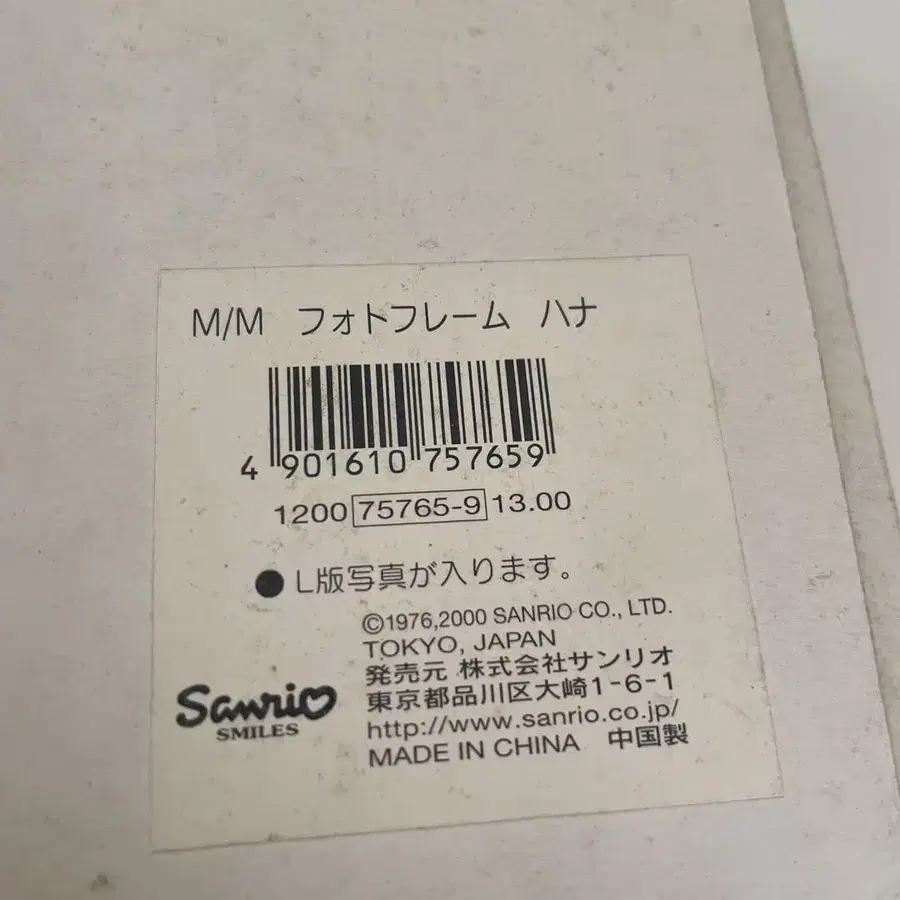 M/M フォトフレーム ハナ
4 901610 757659
1200 75765-9 13.00
●L版写真が入ります。
©1976,2000 SANRIO CO., LTD.
TOKYO, JAPAN
発売元 株式会社サンリオ
東京都品川区大崎1-6-1
http://www.sanrio.co.jp/
MADE IN CHINA 中国製
Sanrio
SMILES